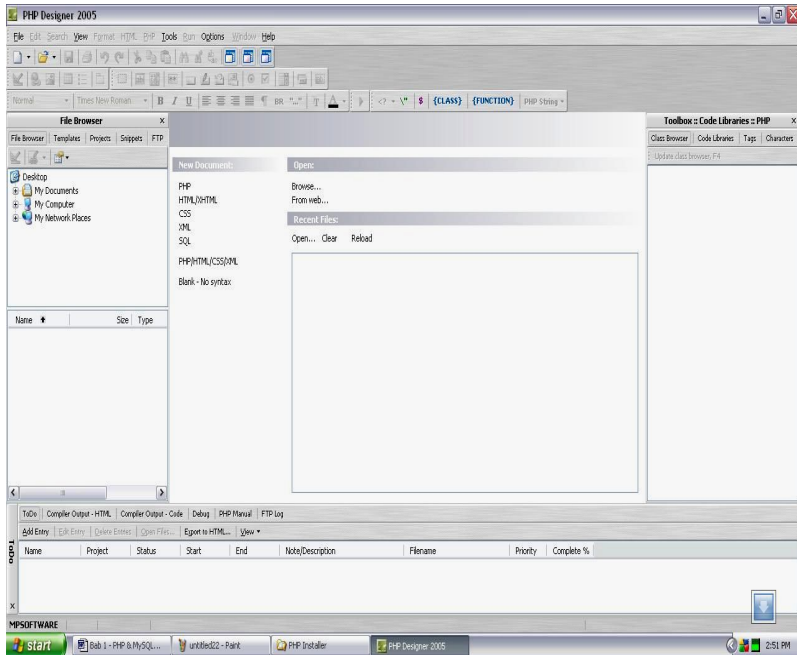 PHP Designer 2005
File Edit Search View Format HTML PHP Tools Run Options Window Help
Normal Times New Roman B I U ¶ BR "..." T A <? \" $ {CLASS} {FUNCTION} PHP String
File Browser x
File Browser Templates Projects Snippets FTP
Desktop
My Documents
My Computer
My Network Places
Name Size Type
New Document:
PHP
HTML/XHTML
CSS
XML
SQL
PHP/HTML/CSS/XML
Blank - No syntax
Open:
Browse...
From web...
Recent Files:
Open... Clear Reload
Toolbox :: Code Libraries :: PHP x
Class Browser Code Libraries Tags Characters
Update class browser, F4
ToDo Compiler Output - HTML Compiler Output - Code Debug PHP Manual FTP Log
Add Entry Edit Entry Delete Entries Open Files... Export to HTML... View
ToDo
Name Project Status Start End Note/Description Filename Priority Complete %
x
MPSOFTWARE
start Bab 1 - PHP & MySQL... untitled22 - Paint PHP Installer PHP Designer 2005 2:51 PM